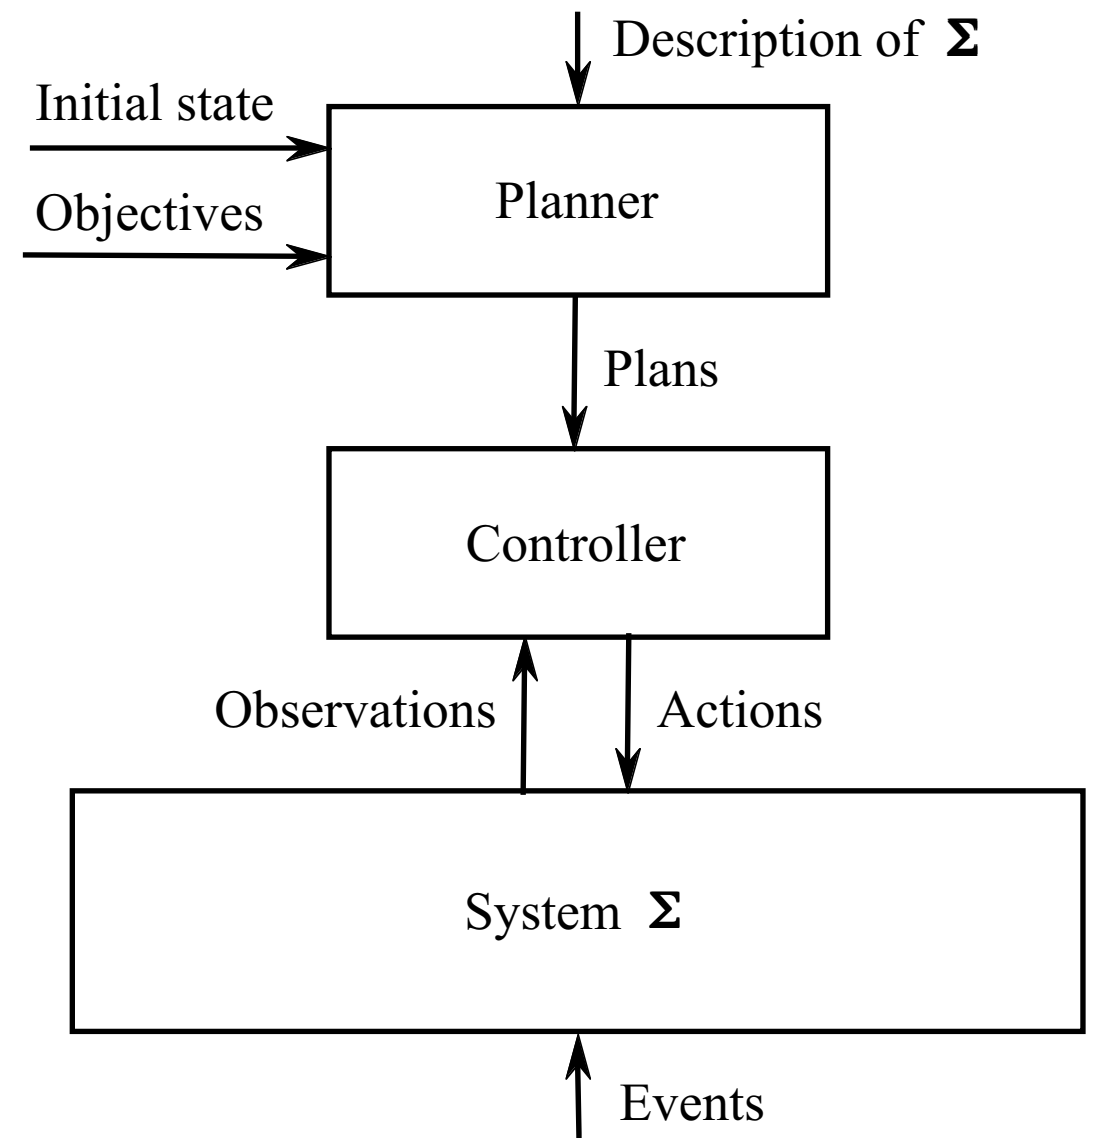 Description of Σ
Initial state
Objectives
Planner
Plans
Controller
Observations
Actions
System Σ
Events